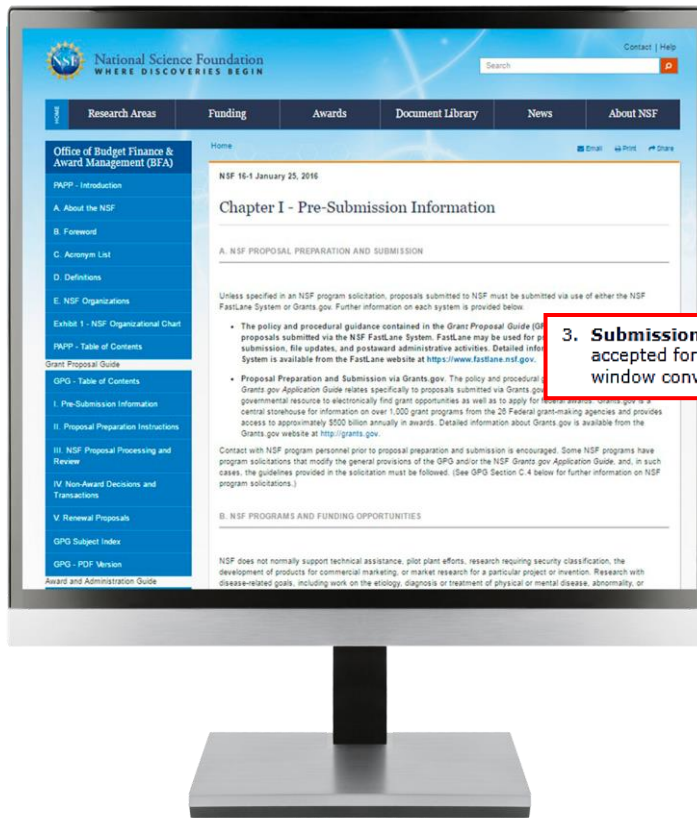 National Science Foundation
WHERE DISCOVERIES BEGIN
Contact | Help
Search
HOME
Research Areas
Funding
Awards
Document Library
News
About NSF
Office of Budget Finance &
Award Management (BFA)
PAPP - Introduction
A. About the NSF
B. Foreword
C. Acronym List
D. Definitions
E. NSF Organizations
Exhibit 1 - NSF Organizational Chart
PAPP - Table of Contents
Grant Proposal Guide
GPG - Table of Contents
I. Pre-Submission Information
II. Proposal Preparation Instructions
III. NSF Proposal Processing and
Review
IV. Non-Award Decisions and
Transactions
V. Renewal Proposals
GPG Subject Index
GPG - PDF Version
Award and Administration Guide
Home
Email
Print
Share
NSF 16-1 January 25, 2016
Chapter I - Pre-Submission Information
A. NSF PROPOSAL PREPARATION AND SUBMISSION
Unless specified in an NSF program solicitation, proposals submitted to NSF must be submitted via use of either the NSF
FastLane System or Grants.gov. Further information on each system is provided below.
• The policy and procedural guidance contained in the Grant Proposal Guide
proposals submitted via the NSF FastLane System. FastLane may be used for
submission, file updates, and postaward administrative activities. Detailed
System is available from the FastLane website at https://www.fastlane.nsf.gov.
• Proposal Preparation and Submission via Grants.gov. The policy and procedural
Grants.gov Application Guide relates specifically to proposals submitted via
governmental resource to electronically find grant opportunities as well as to apply for federal awards. Grants.gov is a
central storehouse for information on over 1,000 grant programs from the 26 Federal grant-making agencies and provides
access to approximately $500 billion annually in awards. Detailed information about Grants.gov is available from the
Grants.gov website at http://grants.gov.
Contact with NSF program personnel prior to proposal preparation and submission is encouraged. Some NSF programs have
program solicitations that modify the general provisions of the GPG and/or the NSF Grants.gov Application Guide, and, in such
cases, the guidelines provided in the solicitation must be followed. (See GPG Section C.4 below for further information on NSF
program solicitations.)
B. NSF PROGRAMS AND FUNDING OPPORTUNITIES
NSF does not normally support technical assistance, pilot plant efforts, research requiring security classification, the
development of products for commercial marketing, or market research for a particular project or invention. Research with
disease-related goals, including work on the etiology, diagnosis or treatment of physical or mental disease, abnormality, or
3. Submission
accepted for
window